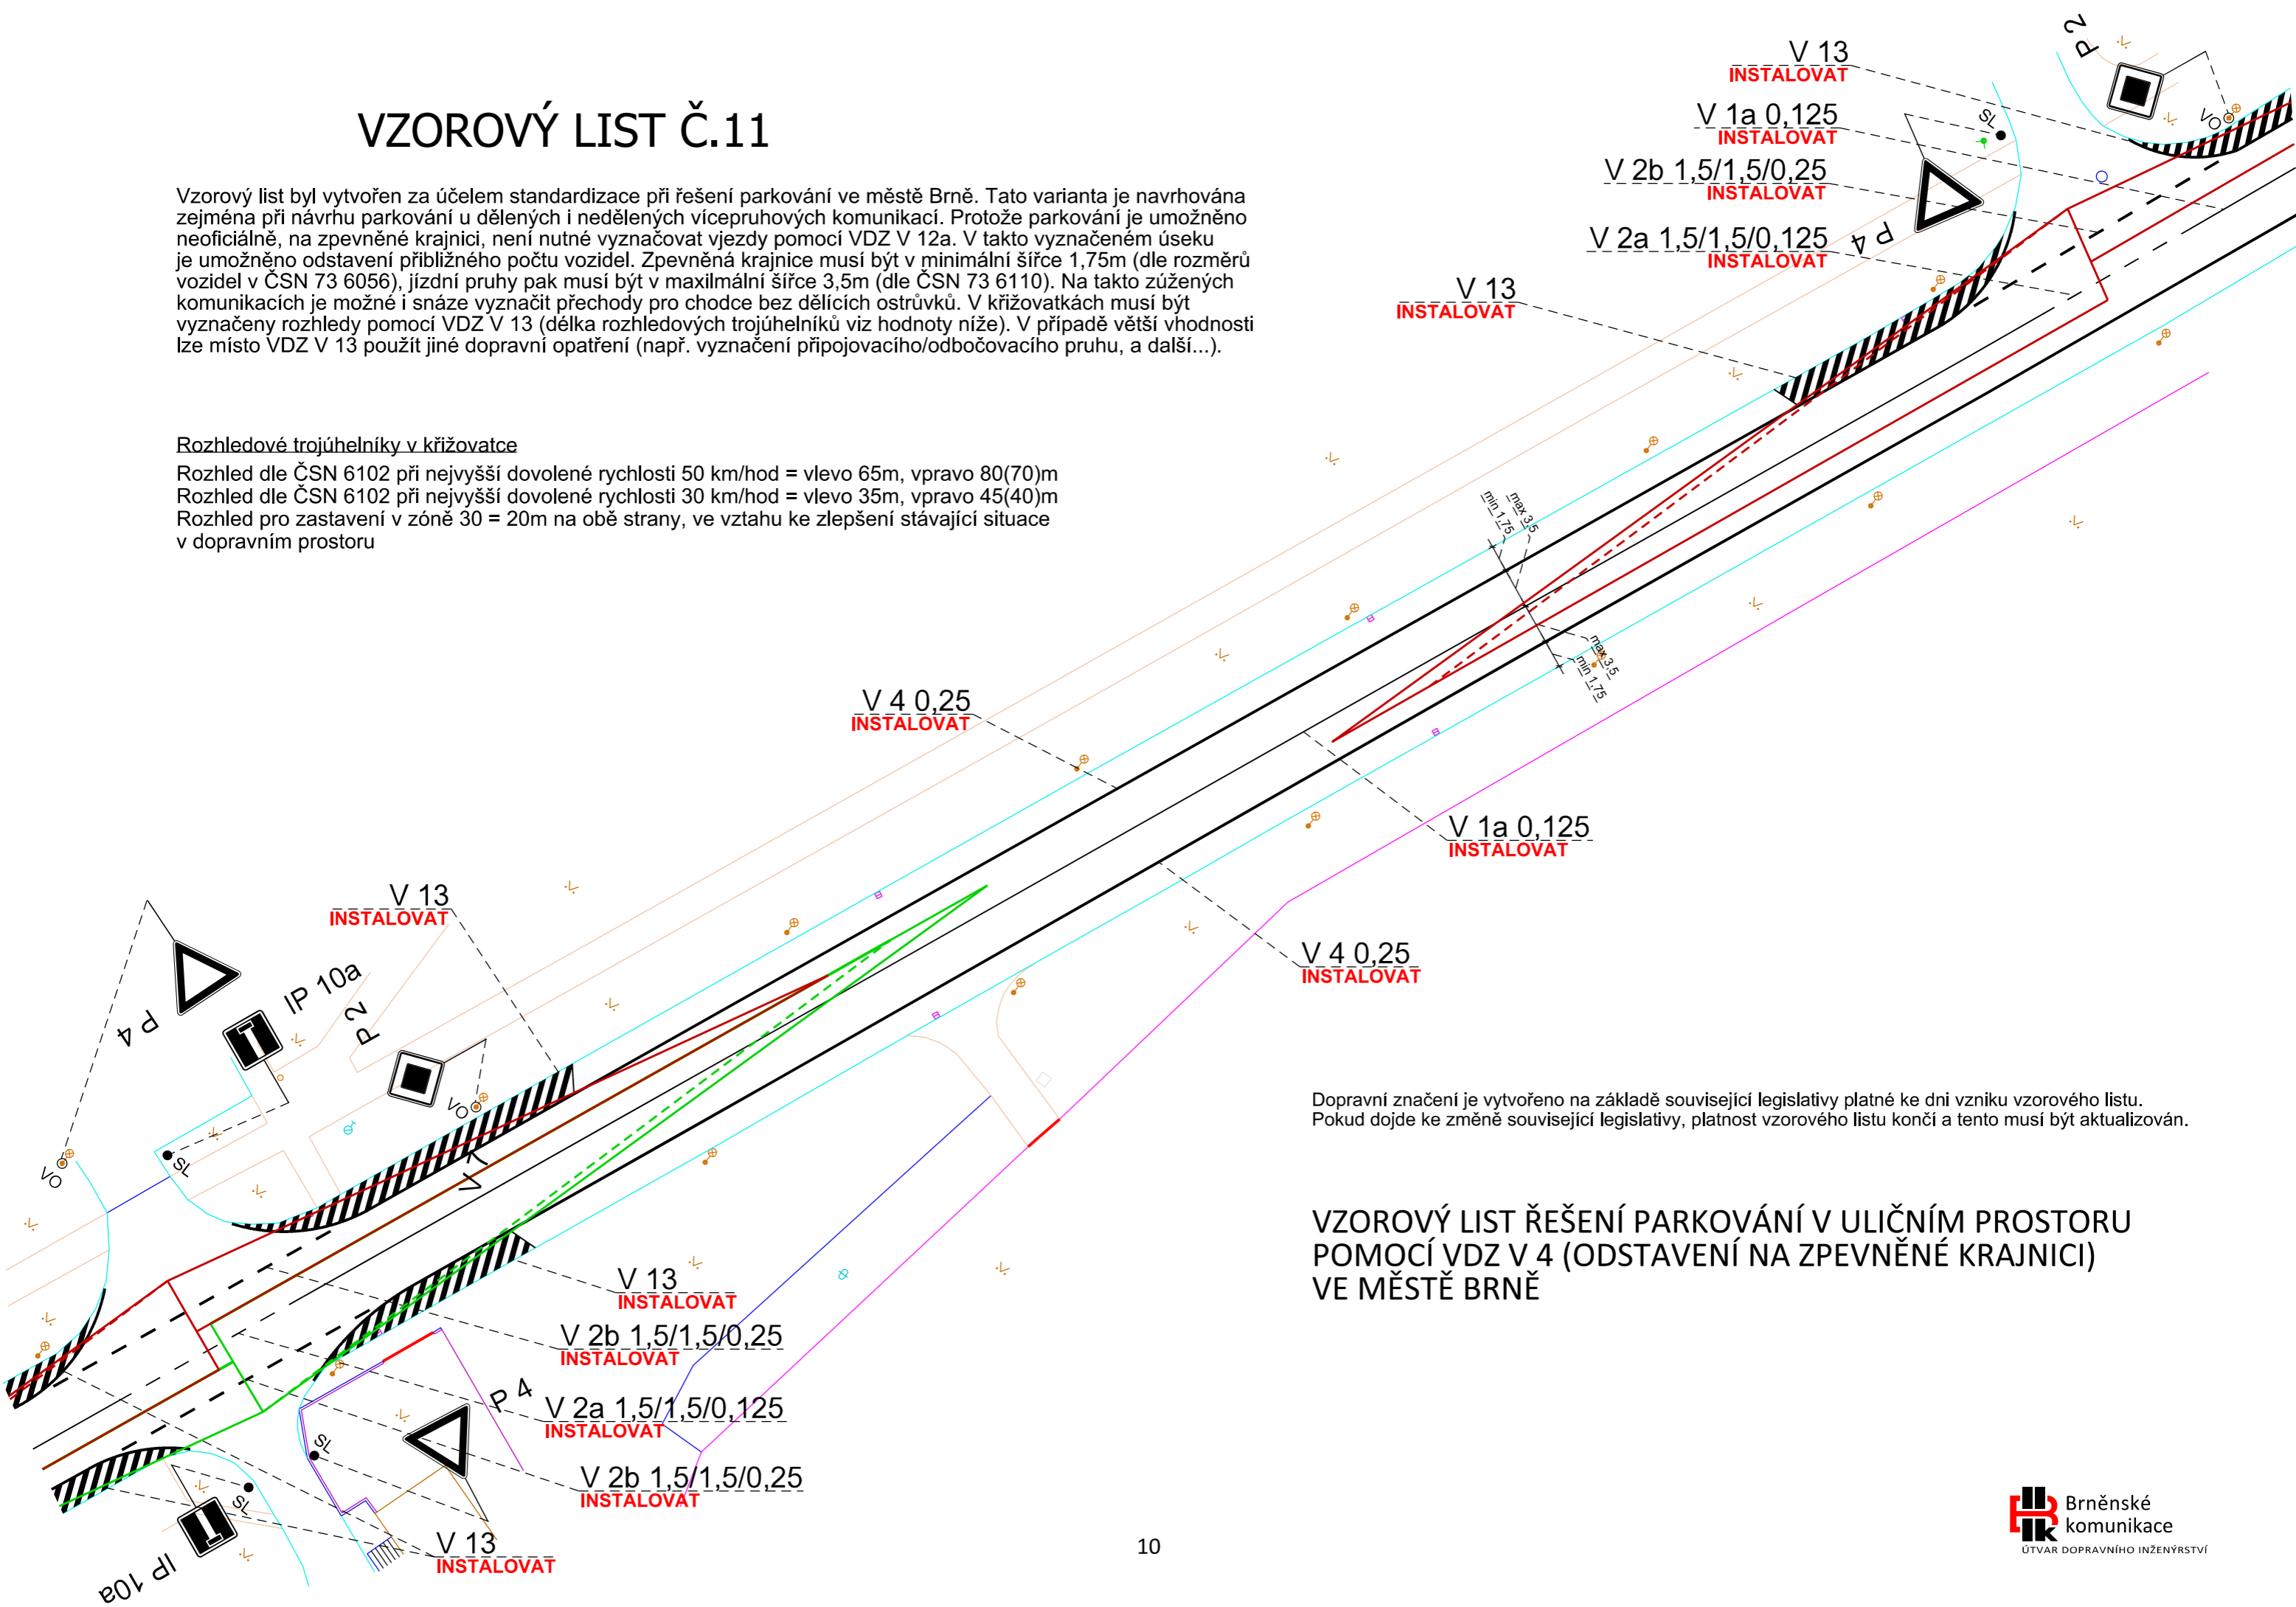 VZOROVÝ LIST Č.11
Vzorový list byl vytvořen za účelem standardizace při řešení parkování ve městě Brně. Tato varianta je navrhována
zejména při návrhu parkování u dělených i nedělených vícepruhových komunikací. Protože parkování je umožněno
neoficiálně, na zpevněné krajnici, není nutné vyznačovat vjezdy pomocí VDZ V 12a. V takto vyznačeném úseku
je umožněno odstavení přibližného počtu vozidel. Zpevněná krajnice musí být v minimální šířce 1,75m (dle rozměrů
vozidel v ČSN 73 6056), jízdní pruhy pak musí být v maxilmální šířce 3,5m (dle ČSN 73 6110). Na takto zúžených
komunikacích je možné i snáze vyznačit přechody pro chodce bez dělících ostrůvků. V křižovatkách musí být
vyznačeny rozhledy pomocí VDZ V 13 (délka rozhledových trojúhelníků viz hodnoty níže). V případě větší vhodnosti
lze místo VDZ V 13 použít jiné dopravní opatření (např. vyznačení připojovacího/odbočovacího pruhu, a další...).
Rozhledové trojúhelníky v křižovatce
Rozhled dle ČSN 6102 při nejvyšší dovolené rychlosti 50 km/hod = vlevo 65m, vpravo 80(70)m
Rozhled dle ČSN 6102 při nejvyšší dovolené rychlosti 30 km/hod = vlevo 35m, vpravo 45(40)m
Rozhled pro zastavení v zóně 30 = 20m na obě strany, ve vztahu ke zlepšení stávající situace
v dopravním prostoru
P 2
V 13
INSTALOVAT
VO
SL
V 1a 0,125
INSTALOVAT
V 2b 1,5/1,5/0,25
INSTALOVAT
P 4
V 2a 1,5/1,5/0,125
INSTALOVAT
V 13
INSTALOVAT
min 1,75
max 3,5
max 3,5
min 1,75
V 4 0,25
INSTALOVAT
V 1a 0,125
INSTALOVAT
V 13
INSTALOVAT
V 4 0,25
INSTALOVAT
IP 10a
P 4
P 2
VO
VO
SL
V 7
V 13
INSTALOVAT
V 2b 1,5/1,5/0,25
INSTALOVAT
P 4
V 2a 1,5/1,5/0,125
INSTALOVAT
SL
V 2b 1,5/1,5/0,25
INSTALOVAT
SL
V 13
INSTALOVAT
IP 10a
Dopravní značení je vytvořeno na základě související legislativy platné ke dni vzniku vzorového listu.
Pokud dojde ke změně související legislativy, platnost vzorového listu končí a tento musí být aktualizován.
VZOROVÝ LIST ŘEŠENÍ PARKOVÁNÍ V ULIČNÍM PROSTORU
POMOCÍ VDZ V 4 (ODSTAVENÍ NA ZPEVNĚNÉ KRAJNICI)
VE MĚSTĚ BRNĚ
10
Brněnské
komunikace
ÚTVAR DOPRAVNÍHO INŽENÝRSTVÍ